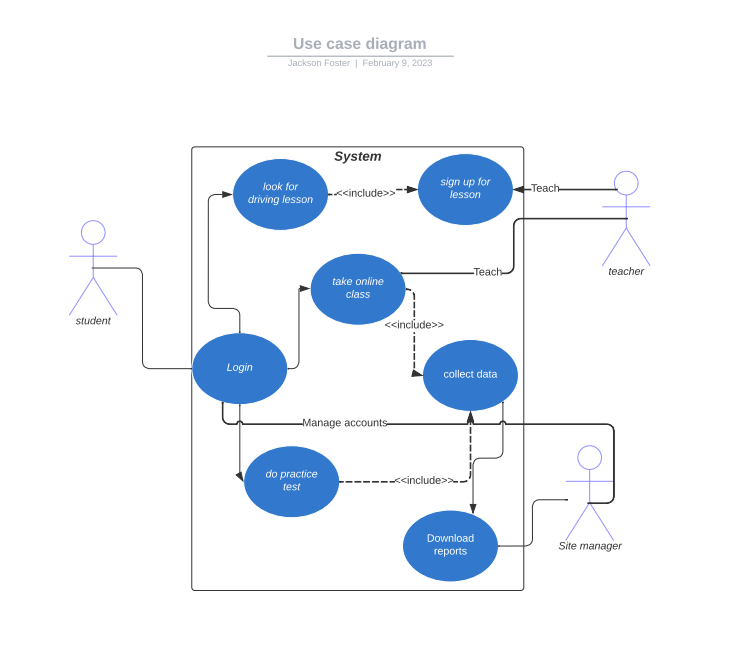 Use case diagram
Jackson Foster | February 9, 2023
System
look for
driving lesson
<<include>>
sign up for
lesson
Teach
teacher
take online
class
Teach
<<include>>
student
Login
collect data
Manage accounts
do practice
test
<<include>>
Download
reports
Site manager